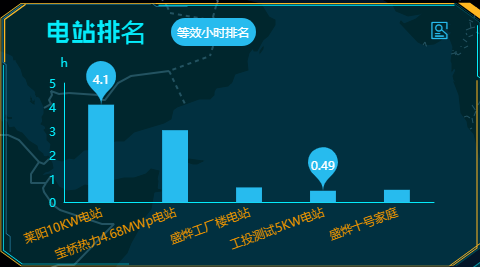 电站排名
等效小时排名
h
5
4
3
2
1
0
4.1
0.49
莱阳10KW电站
宝桥热力4.68MWp电站
盛烨工厂楼电站
工投测试5KW电站
盛烨十号家庭